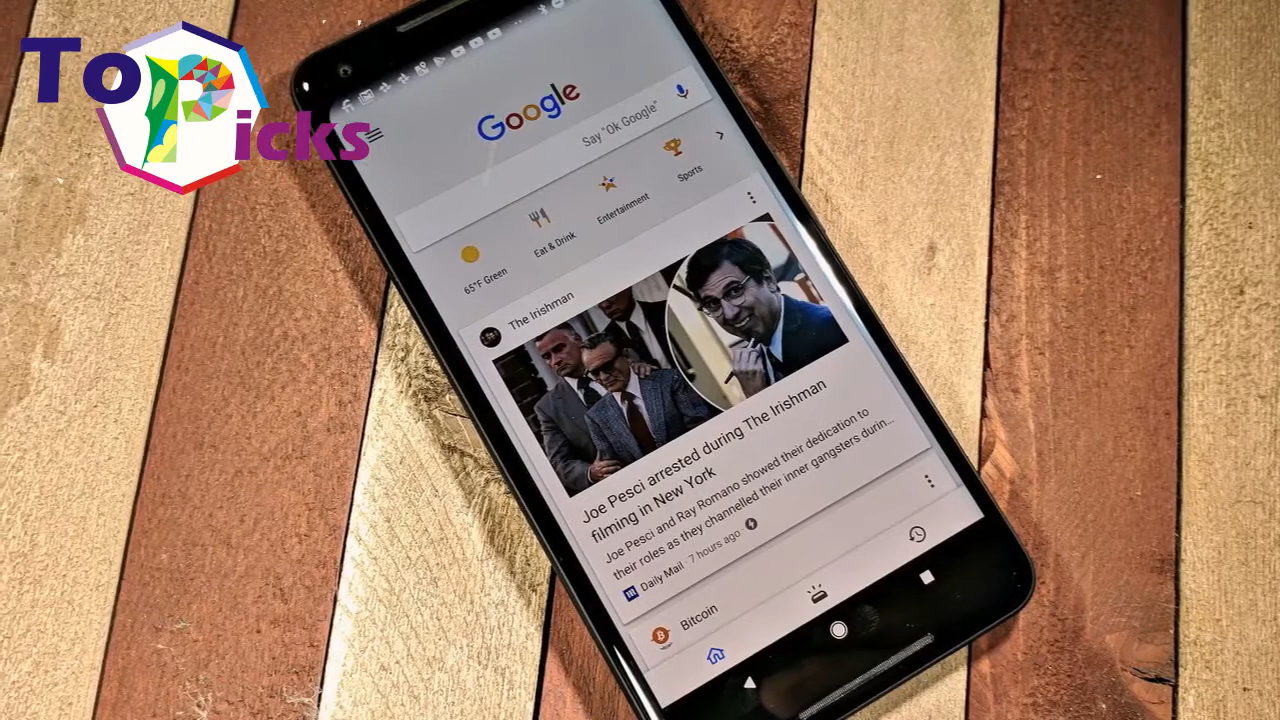 ToPicks
Google
Say "Ok Google"
65°F Green
Eat & Drink
Entertainment
Sports
The Irishman
Joe Pesci arrested during The Irishman
filming in New York
Joe Pesci and Ray Romano showed their dedication to
their roles as they channelled their inner gangsters durin...
Daily Mail · 7 hours ago
Bitcoin